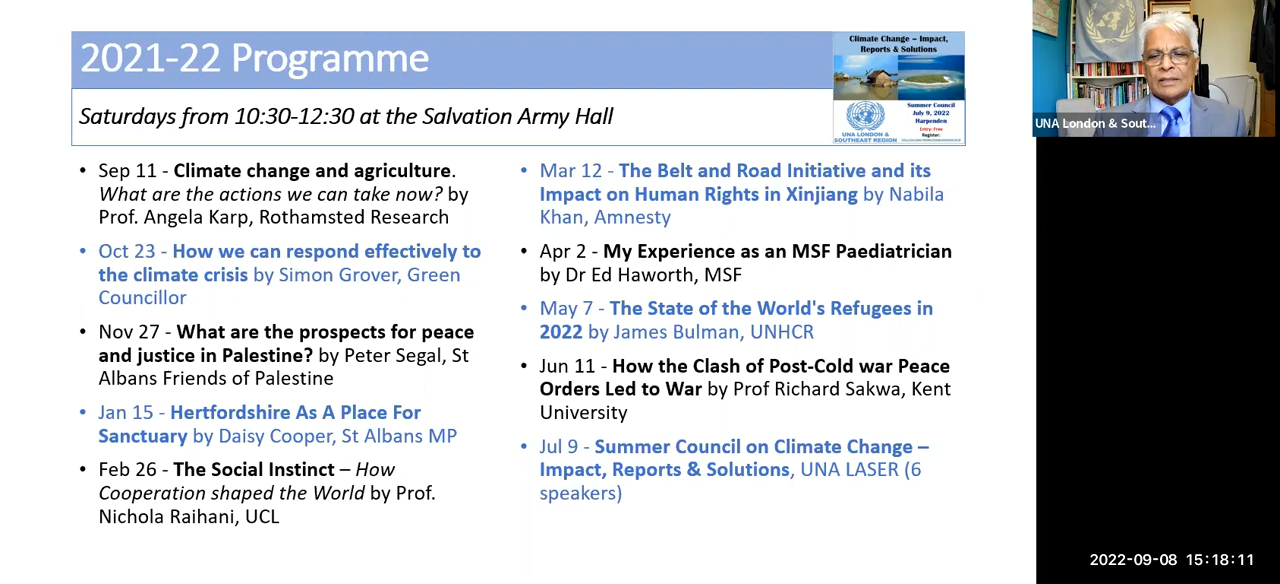 2021-22 Programme
Saturdays from 10:30-12:30 at the Salvation Army Hall
Climate Change – Impact,
Reports & Solutions
UNA LONDON &
SOUTHEAST REGION
Summer Council
July 9, 2022
Harpenden
Entry: Free
Register:
• Sep 11 - Climate change and agriculture.
What are the actions we can take now? by
Prof. Angela Karp, Rothamsted Research
• Oct 23 - How we can respond effectively to
the climate crisis by Simon Grover, Green
Councillor
• Nov 27 - What are the prospects for peace
and justice in Palestine? by Peter Segal, St
Albans Friends of Palestine
• Jan 15 - Hertfordshire As A Place For
Sanctuary by Daisy Cooper, St Albans MP
• Feb 26 - The Social Instinct – How
Cooperation shaped the World by Prof.
Nichola Raihani, UCL
• Mar 12 - The Belt and Road Initiative and its
Impact on Human Rights in Xinjiang by Nabila
Khan, Amnesty
• Apr 2 - My Experience as an MSF Paediatrician
by Dr Ed Haworth, MSF
• May 7 - The State of the World's Refugees in
2022 by James Bulman, UNHCR
• Jun 11 - How the Clash of Post-Cold war Peace
Orders Led to War by Prof Richard Sakwa, Kent
University
• Jul 9 - Summer Council on Climate Change –
Impact, Reports & Solutions, UNA LASER (6
speakers)
UNA London & Sout...
2022-09-08 15:18:11